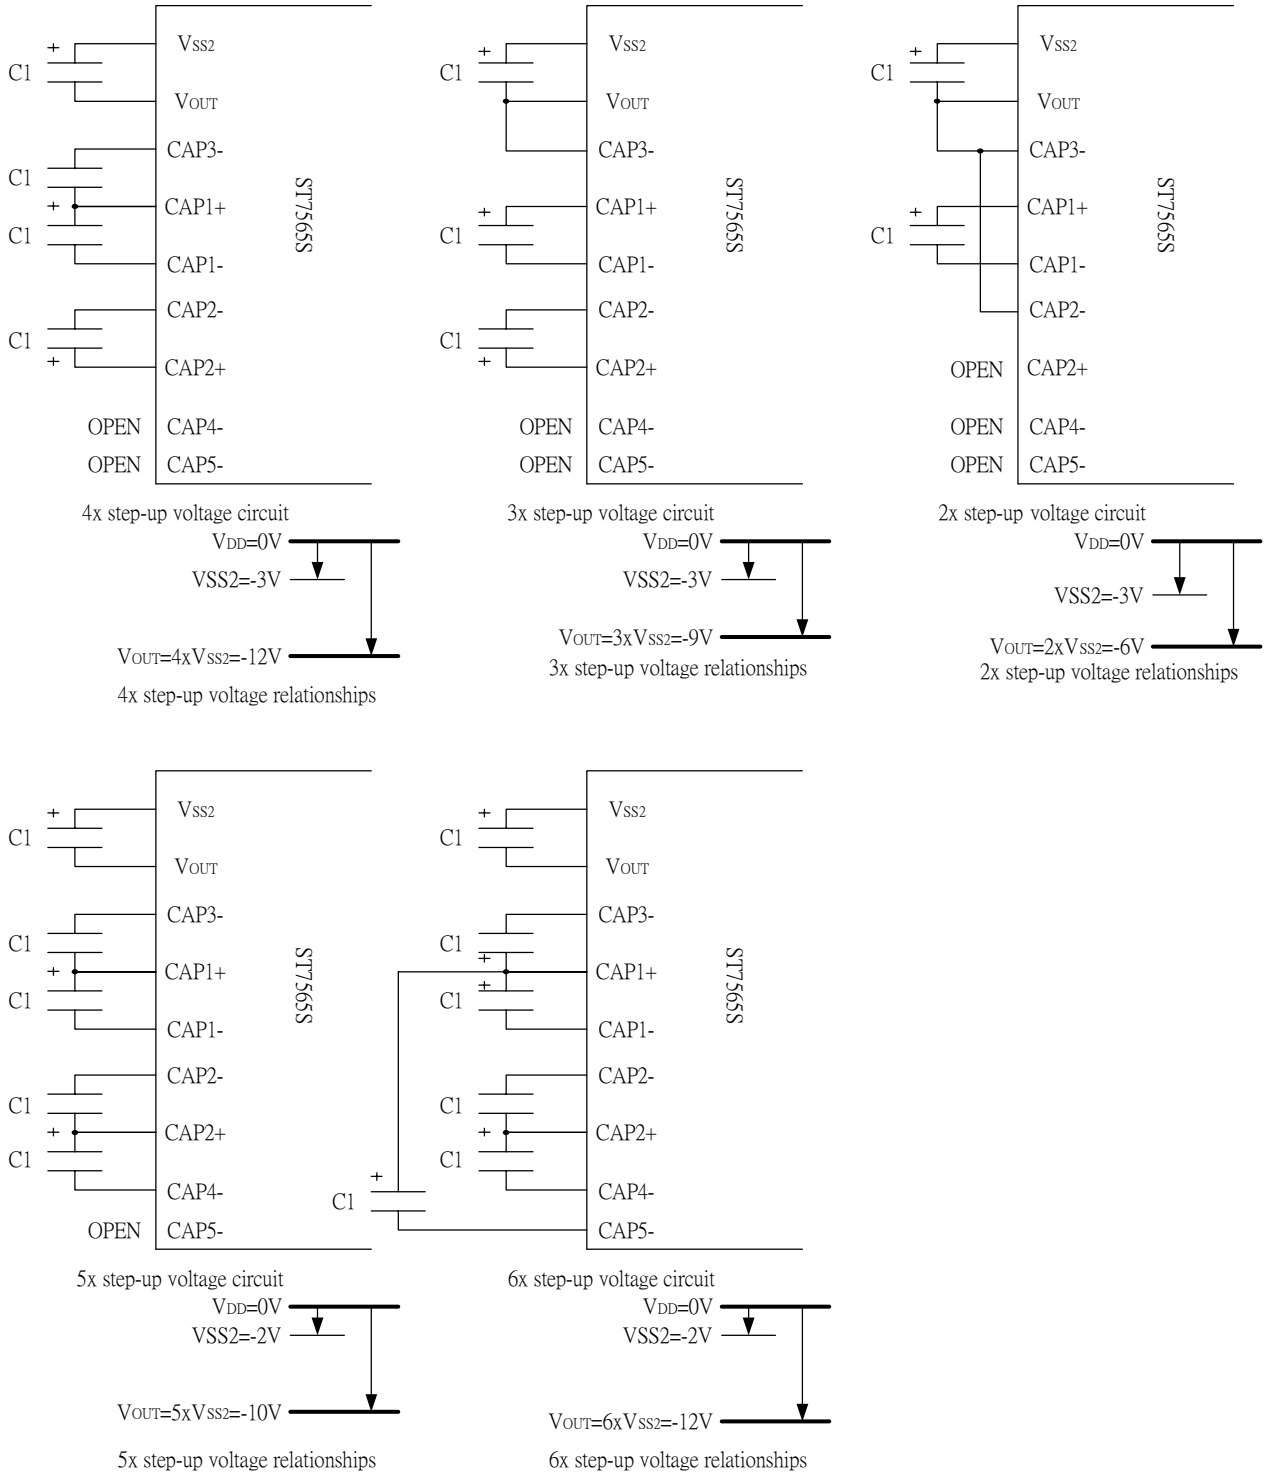 +
C1
VSS2
VOUT
CAP3-
C1
+
CAP1+
C1
CAP1-
CAP2-
C1
+
CAP2+
OPEN CAP4-
OPEN CAP5-
ST7565S
4x step-up voltage circuit
VDD=0V
VSS2=-3V
VOUT=4xVSS2=-12V
4x step-up voltage relationships
+
C1
VSS2
VOUT
CAP3-
+
C1
CAP1+
CAP1-
CAP2-
C1
+
CAP2+
OPEN CAP4-
OPEN CAP5-
ST7565S
3x step-up voltage circuit
VDD=0V
VSS2=-3V
VOUT=3xVSS2=-9V
3x step-up voltage relationships
+
C1
VSS2
VOUT
CAP3-
+
C1
CAP1+
CAP1-
CAP2-
OPEN CAP2+
OPEN CAP4-
OPEN CAP5-
ST7565S
2x step-up voltage circuit
VDD=0V
VSS2=-3V
VOUT=2xVSS2=-6V
2x step-up voltage relationships
+
C1
VSS2
VOUT
CAP3-
C1
+
CAP1+
C1
CAP1-
CAP2-
C1
+
CAP2+
C1
CAP4-
OPEN CAP5-
ST7565S
5x step-up voltage circuit
VDD=0V
VSS2=-2V
VOUT=5xVSS2=-10V
5x step-up voltage relationships
+
C1
VSS2
VOUT
CAP3-
C1
+
CAP1+
+
C1
CAP1-
CAP2-
C1
+
CAP2+
C1
CAP4-
+
C1
CAP5-
ST7565S
6x step-up voltage circuit
VDD=0V
VSS2=-2V
VOUT=6xVSS2=-12V
6x step-up voltage relationships